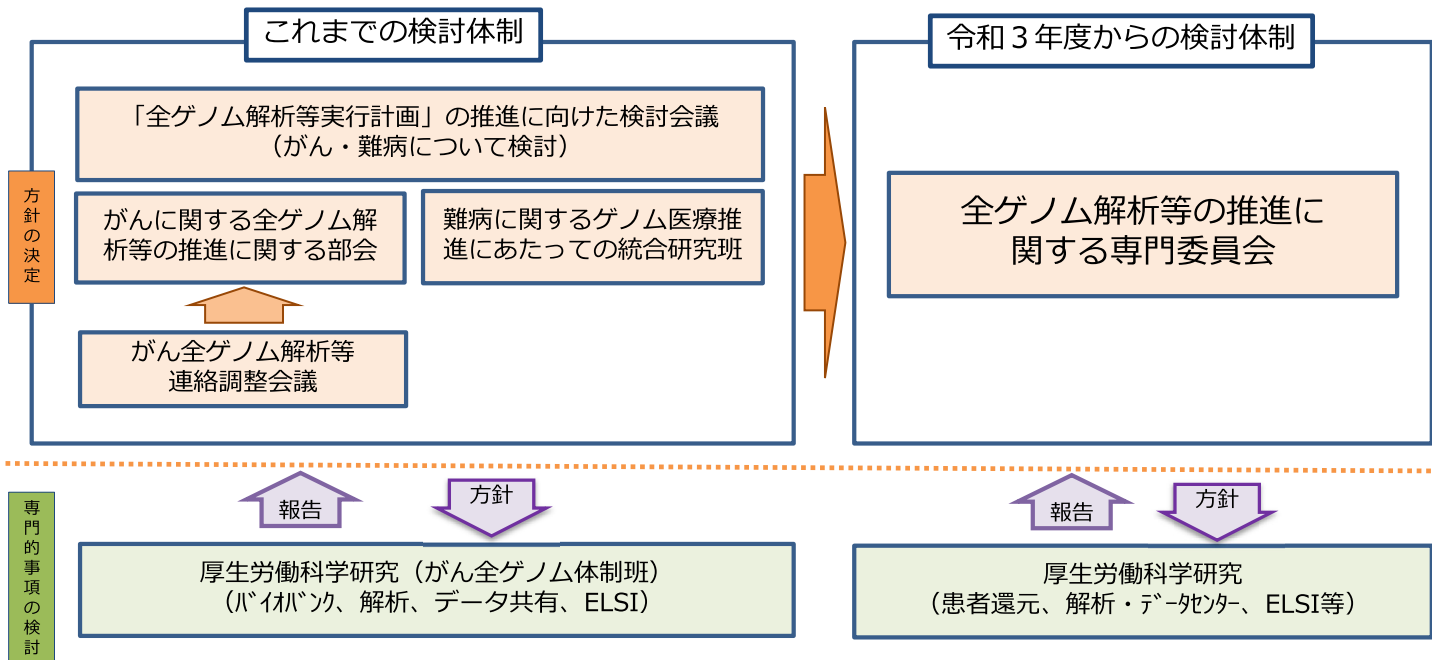 これまでの検討体制
令和３年度からの検討体制
「全ゲノム解析等実行計画」の推進に向けた検討会議
（がん・難病について検討）
方針の決定
がんに関する全ゲノム解
析等の推進に関する部会
難病に関するゲノム医療推
進にあたっての統合研究班
がん全ゲノム解析等
連絡調整会議
全ゲノム解析等の推進に
関する専門委員会
報告
方針
報告
方針
専門的事項の検討
厚生労働科学研究（がん全ゲノム体制班）
（ﾊﾞｲｵﾊﾞﾝｸ、解析、データ共有、ELSI）
厚生労働科学研究
（患者還元、解析・ﾃﾞｰﾀｾﾝﾀｰ、ELSI等）